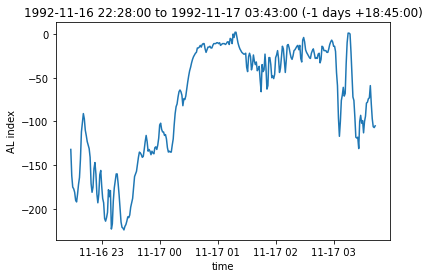 1992-11-16 22:28:00 to 1992-11-17 03:43:00 (-1 days +18:45:00)
0
−50
−100
−150
−200
AL index
11-16 23 11-17 00 11-17 01 11-17 02 11-17 03
time